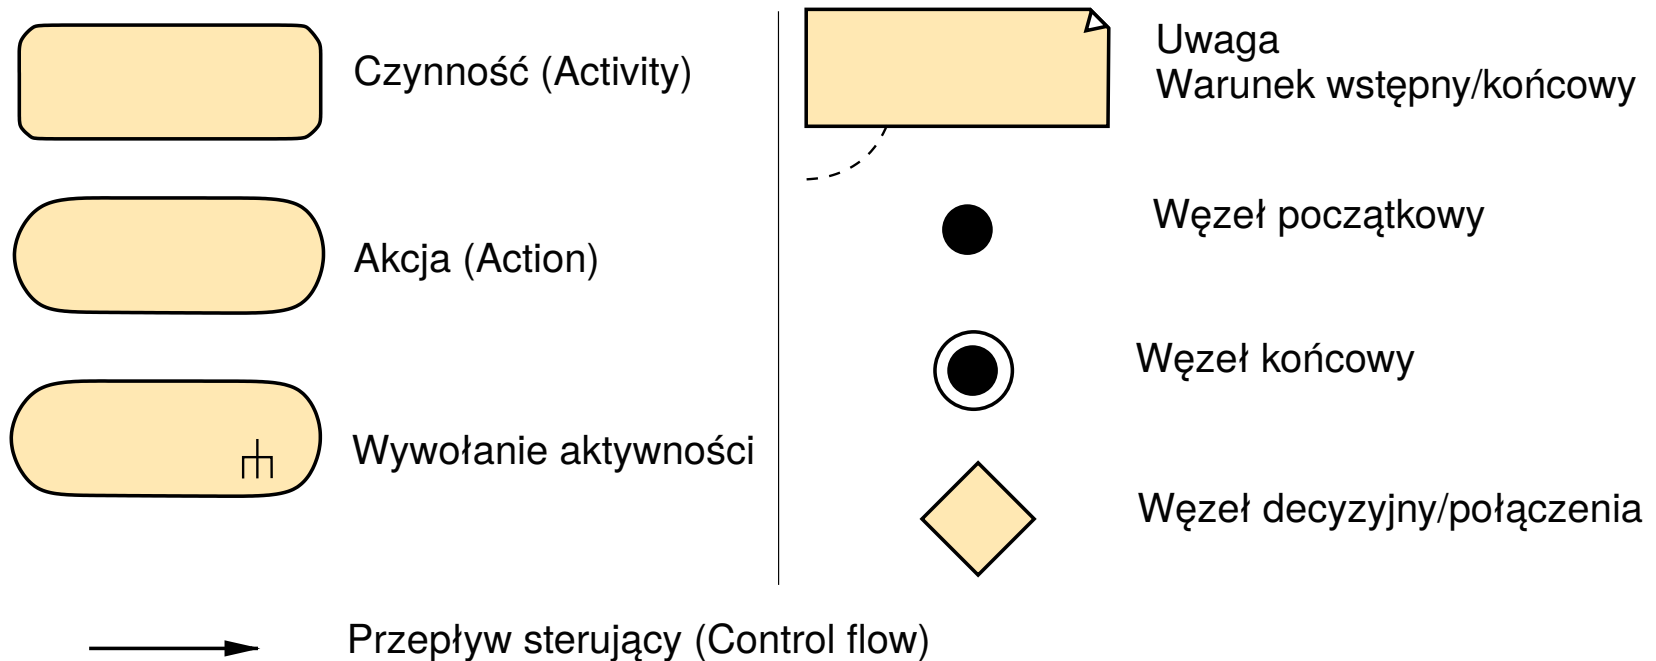 Czynność (Activity)
Akcja (Action)
Wywołanie aktywności
Przepływ sterujący (Control flow)
Uwaga
Warunek wstępny/końcowy
Węzeł początkowy
Węzeł końcowy
Węzeł decyzyjny/połączenia